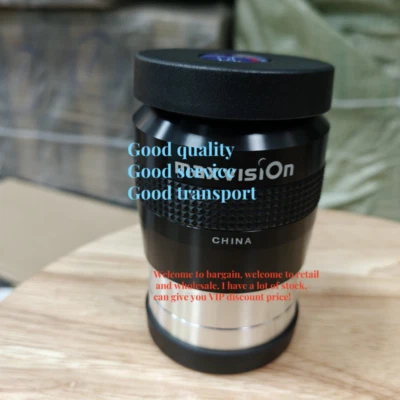 Good quality
maxvision
Good service
Good transport
CHINA
Welcome to bargain, welcome to retail
and wholesale, I have a lot of stock,
can give you VIP discount price!